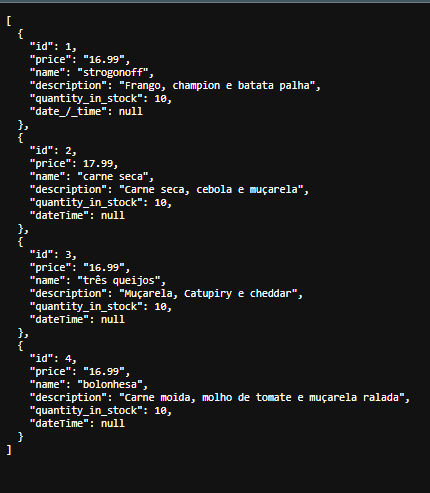 [
  {
    "id": 1,
    "price": "16.99",
    "name": "strogonoff",
    "description": "Frango, champion e batata palha",
    "quantity_in_stock": 10,
    "date_/_time": null
  },
  {
    "id": 2,
    "price": 17.99,
    "name": "carne seca",
    "description": "Carne seca, cebola e muçarela",
    "quantity_in_stock": 10,
    "dateTime": null
  },
  {
    "id": 3,
    "price": "16.99",
    "name": "três queijos",
    "description": "Muçarela, Catupiry e cheddar",
    "quantity_in_stock": 10,
    "dateTime": null
  },
  {
    "id": 4,
    "price": "16.99",
    "name": "bolonhesa",
    "description": "Carne moida, molho de tomate e muçarela ralada",
    "quantity_in_stock": 10,
    "dateTime": null
  }
]